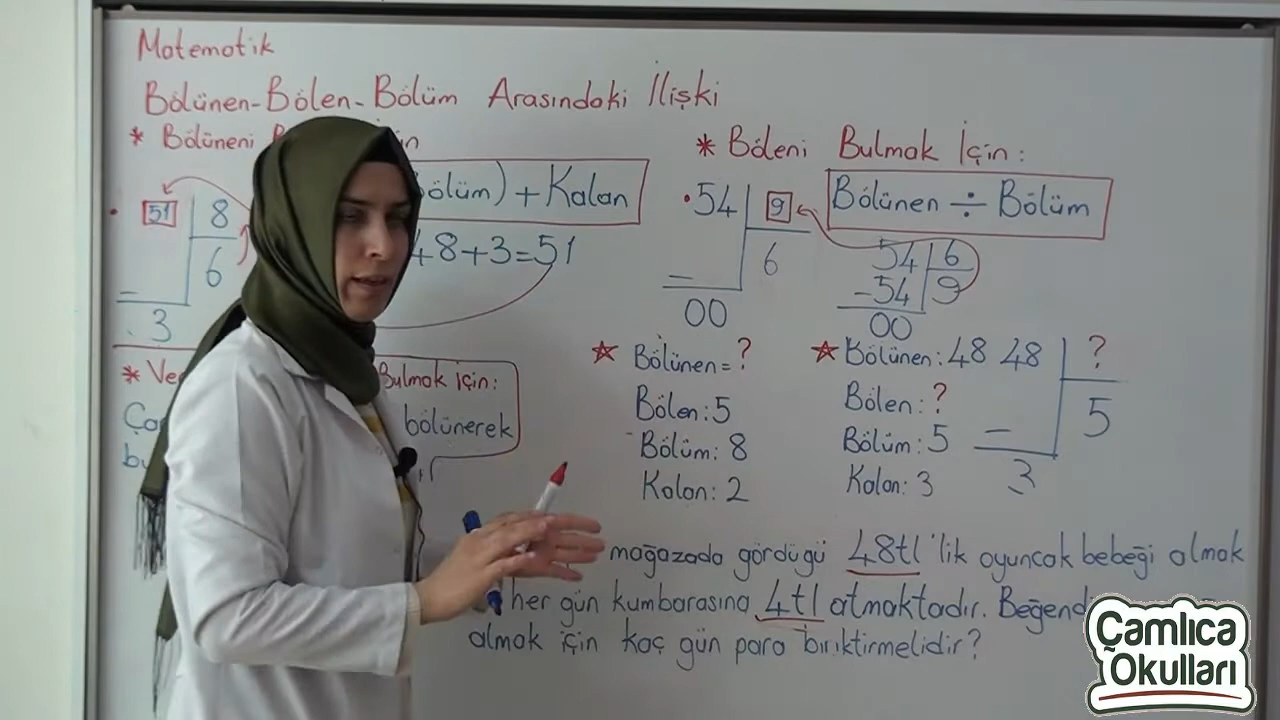 Matematik
Bölünen-Bölen-Bölüm Arasındaki İlişki
* Bölüneni
51 8
6
-
3
Bölüm) + Kalan
48+3=51
* Böleni Bulmak İçin:
54 9
6
-
00
Bölünen ÷ Bölüm
54 6
-54 9
00
Bulmak İçin:
bölünerek
Bölünen = ?
Bölen: 5
Bölüm: 8
Kalan: 2
Bölünen: 48
Bölen: ?
Bölüm: 5
Kalan: 3
48 ?
5
-
3
mağazada gördüğü 48tl'lik oyuncak bebeği almak
her gün kumbarasına 4tl atmaktadır.
almak için kaç gün para biriktirmelidir?
Çamlıca
Okulları